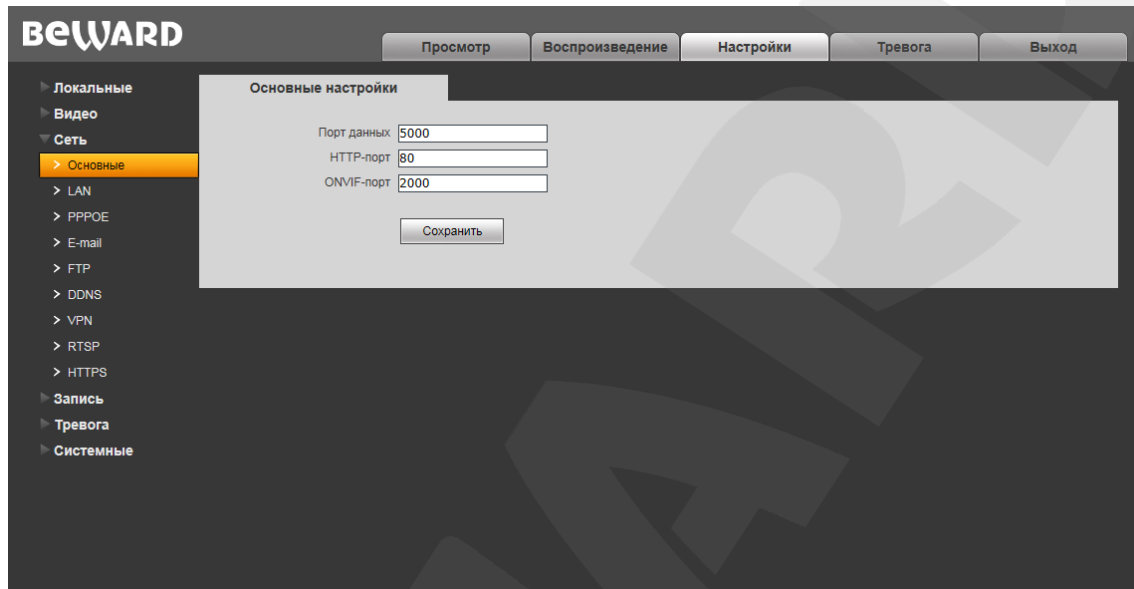 BEWARD
Просмотр
Воспроизведение
Настройки
Тревога
Выход
Локальные
Видео
Сеть
Основные
LAN
PPPOE
E-mail
FTP
DDNS
VPN
RTSP
HTTPS
Запись
Тревога
Системные
Основные настройки
Порт данных 5000
HTTP-порт 80
ONVIF-порт 2000
Сохранить